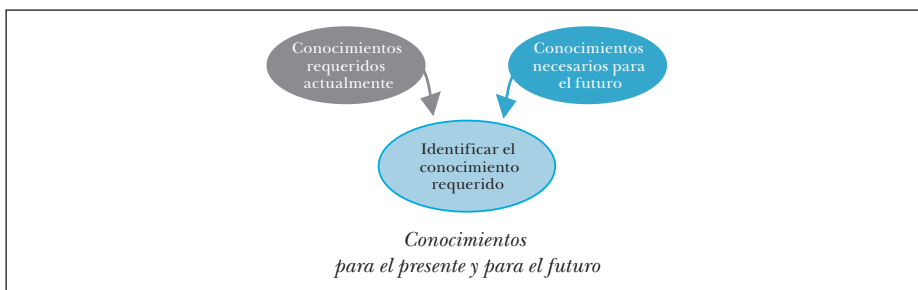 Conocimientos
requeridos
actualmente
Conocimientos
necesarios para
el futuro
Identificar el
conocimiento
requerido
Conocimientos
para el presente y para el futuro